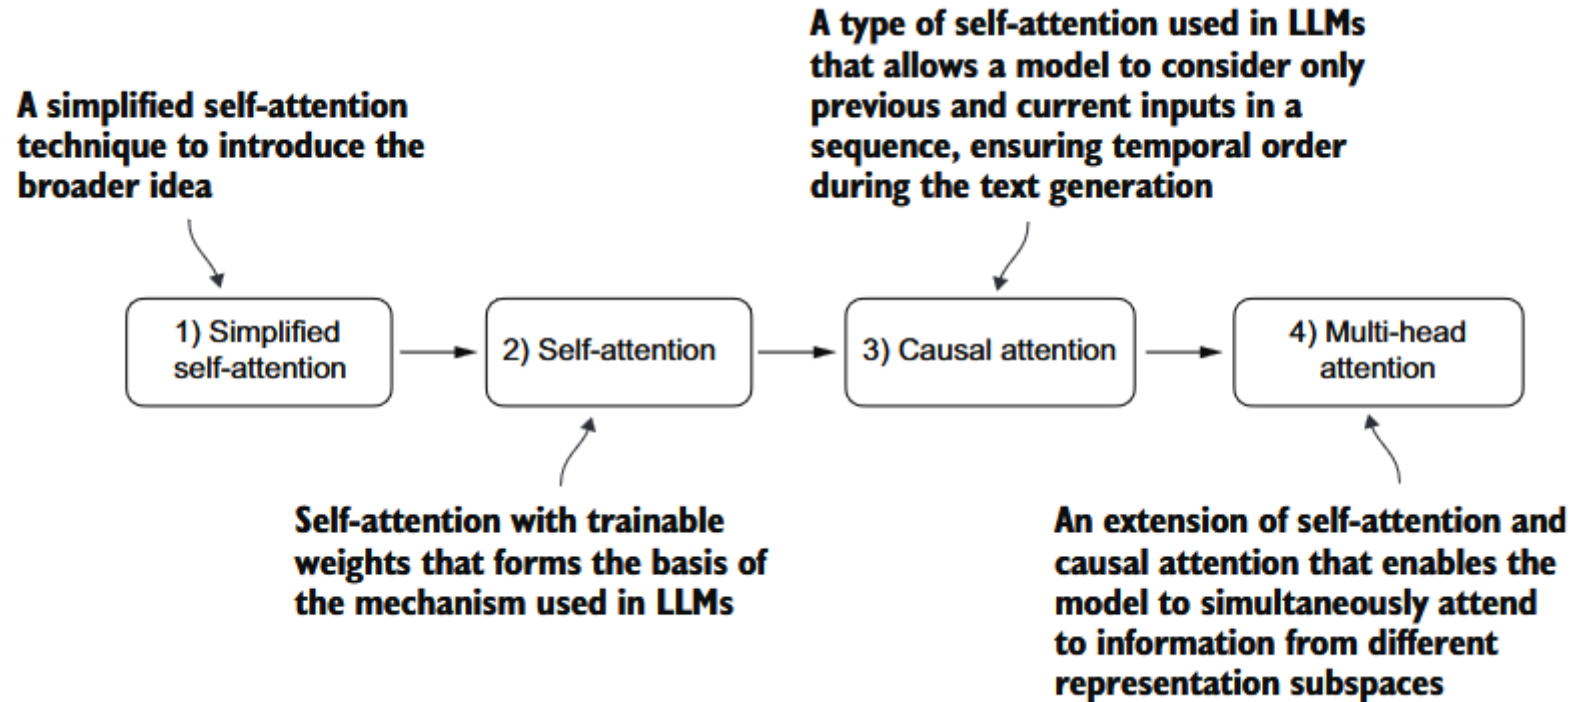 A simplified self-attention
technique to introduce the
broader idea
A type of self-attention used in LLMs
that allows a model to consider only
previous and current inputs in a
sequence, ensuring temporal order
during the text generation
1) Simplified
self-attention
2) Self-attention
3) Causal attention
4) Multi-head
attention
Self-attention with trainable
weights that forms the basis of
the mechanism used in LLMs
An extension of self-attention and
causal attention that enables the
model to simultaneously attend
to information from different
representation subspaces